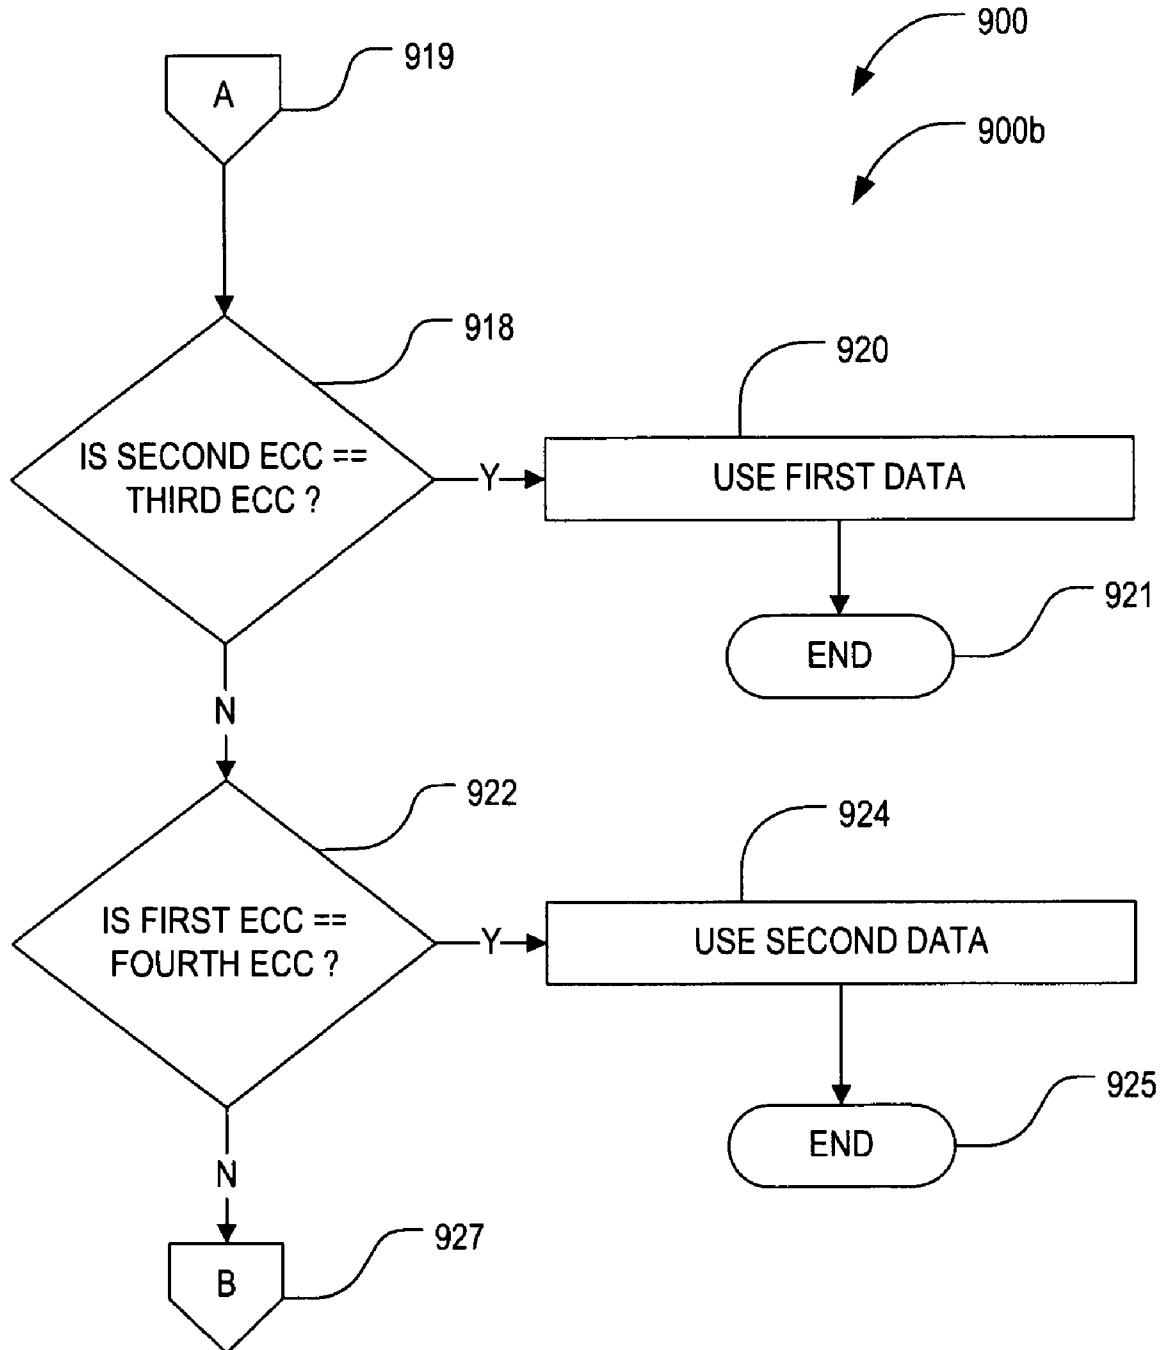 900
919
A
900b
918
920
IS SECOND ECC ==
THIRD ECC ?
Y
USE FIRST DATA
921
END
N
922
924
IS FIRST ECC ==
FOURTH ECC ?
Y
USE SECOND DATA
925
END
N
927
B